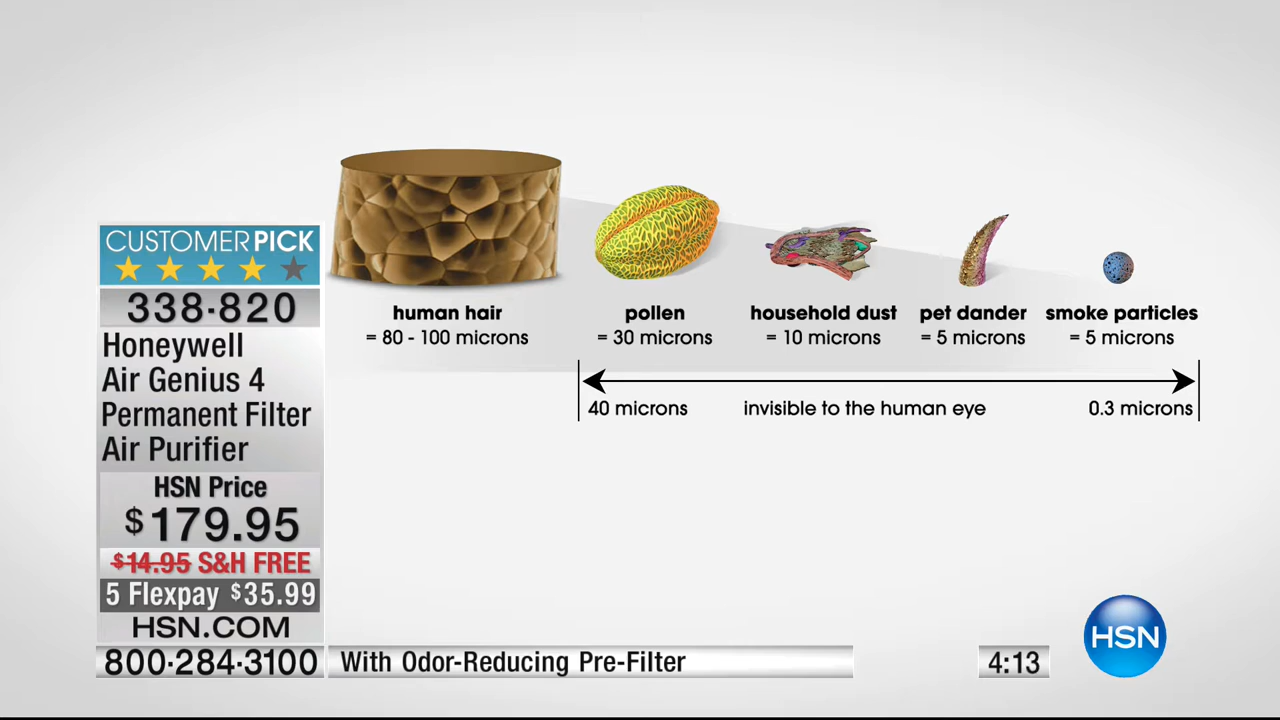 CUSTOMER PICK
338·820
Honeywell
Air Genius 4
Permanent Filter
Air Purifier
HSN Price
$179.95
$14.95 S&H FREE
5 Flexpay $35.99
HSN.COM
800·284·3100
human hair
= 80 - 100 microns
pollen
= 30 microns
household dust
= 10 microns
pet dander
= 5 microns
smoke particles
= 5 microns
40 microns
invisible to the human eye
0.3 microns
With Odor-Reducing Pre-Filter
4:13
HSN